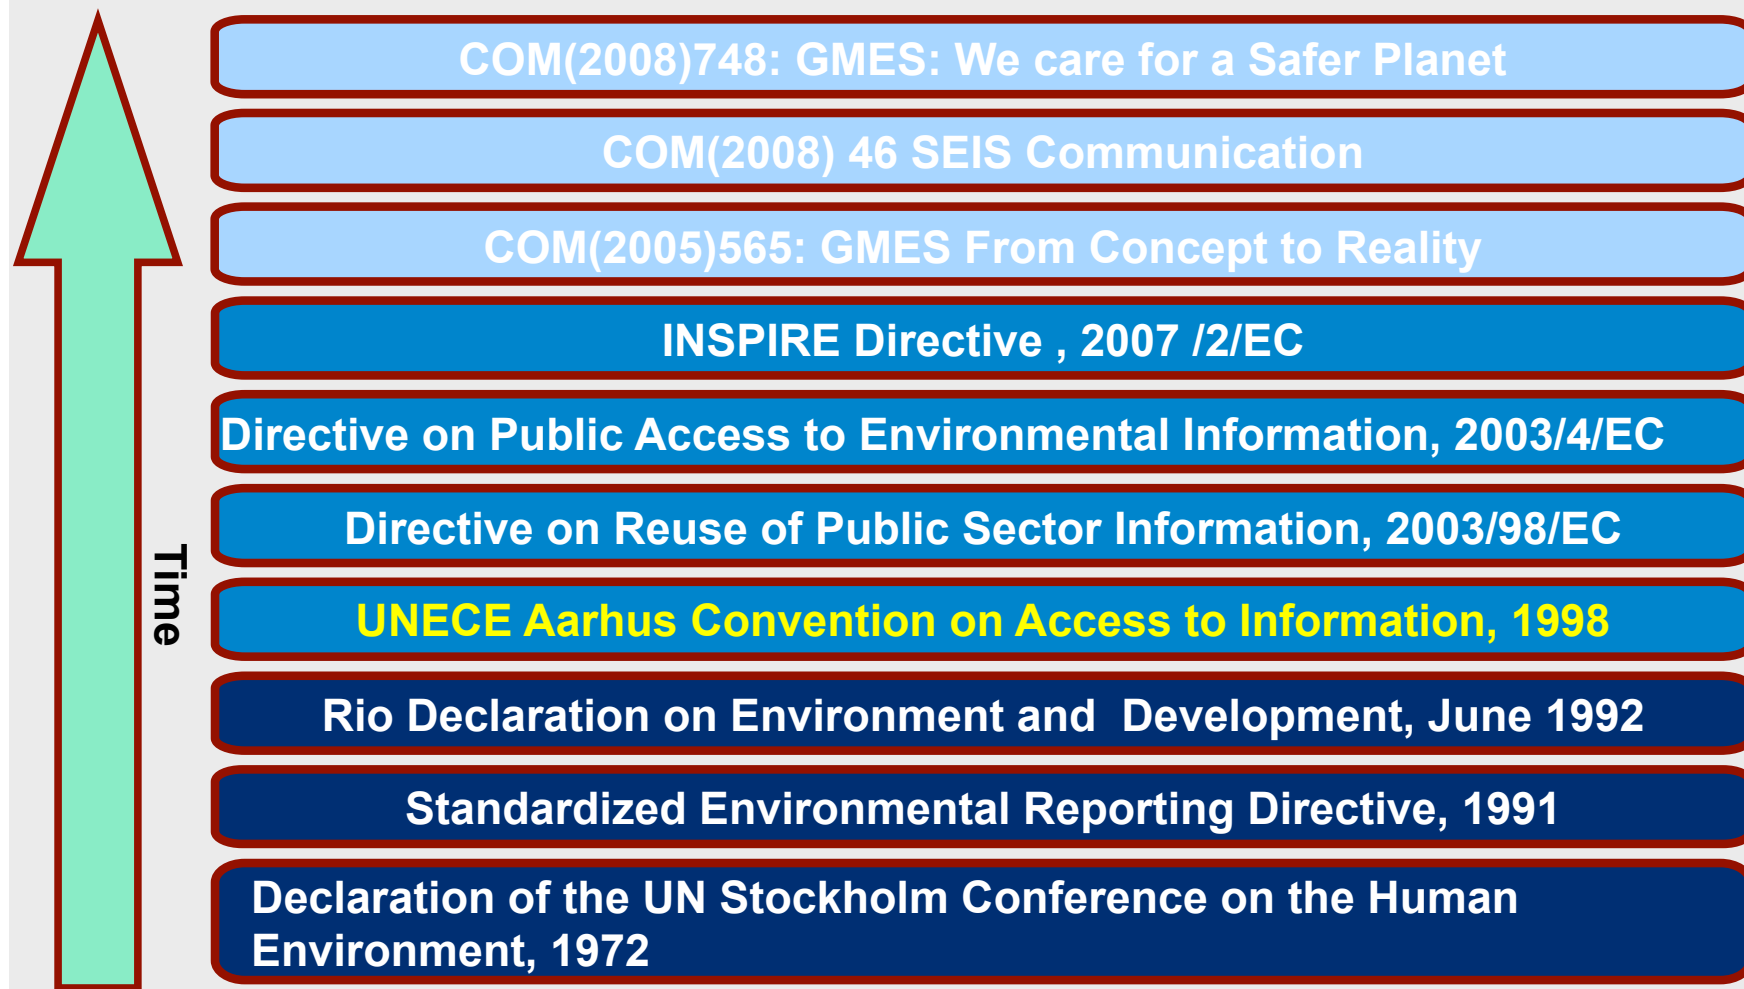 COM(2008)748: GMES: We care for a Safer Planet
COM(2008) 46 SEIS Communication
COM(2005)565: GMES From Concept to Reality
INSPIRE Directive , 2007 /2/EC
Directive on Public Access to Environmental Information, 2003/4/EC
Directive on Reuse of Public Sector Information, 2003/98/EC
Time
UNECE Aarhus Convention on Access to Information, 1998
Rio Declaration on Environment and  Development, June 1992
Standardized Environmental Reporting Directive, 1991
Declaration of the UN Stockholm Conference on the Human
Environment, 1972